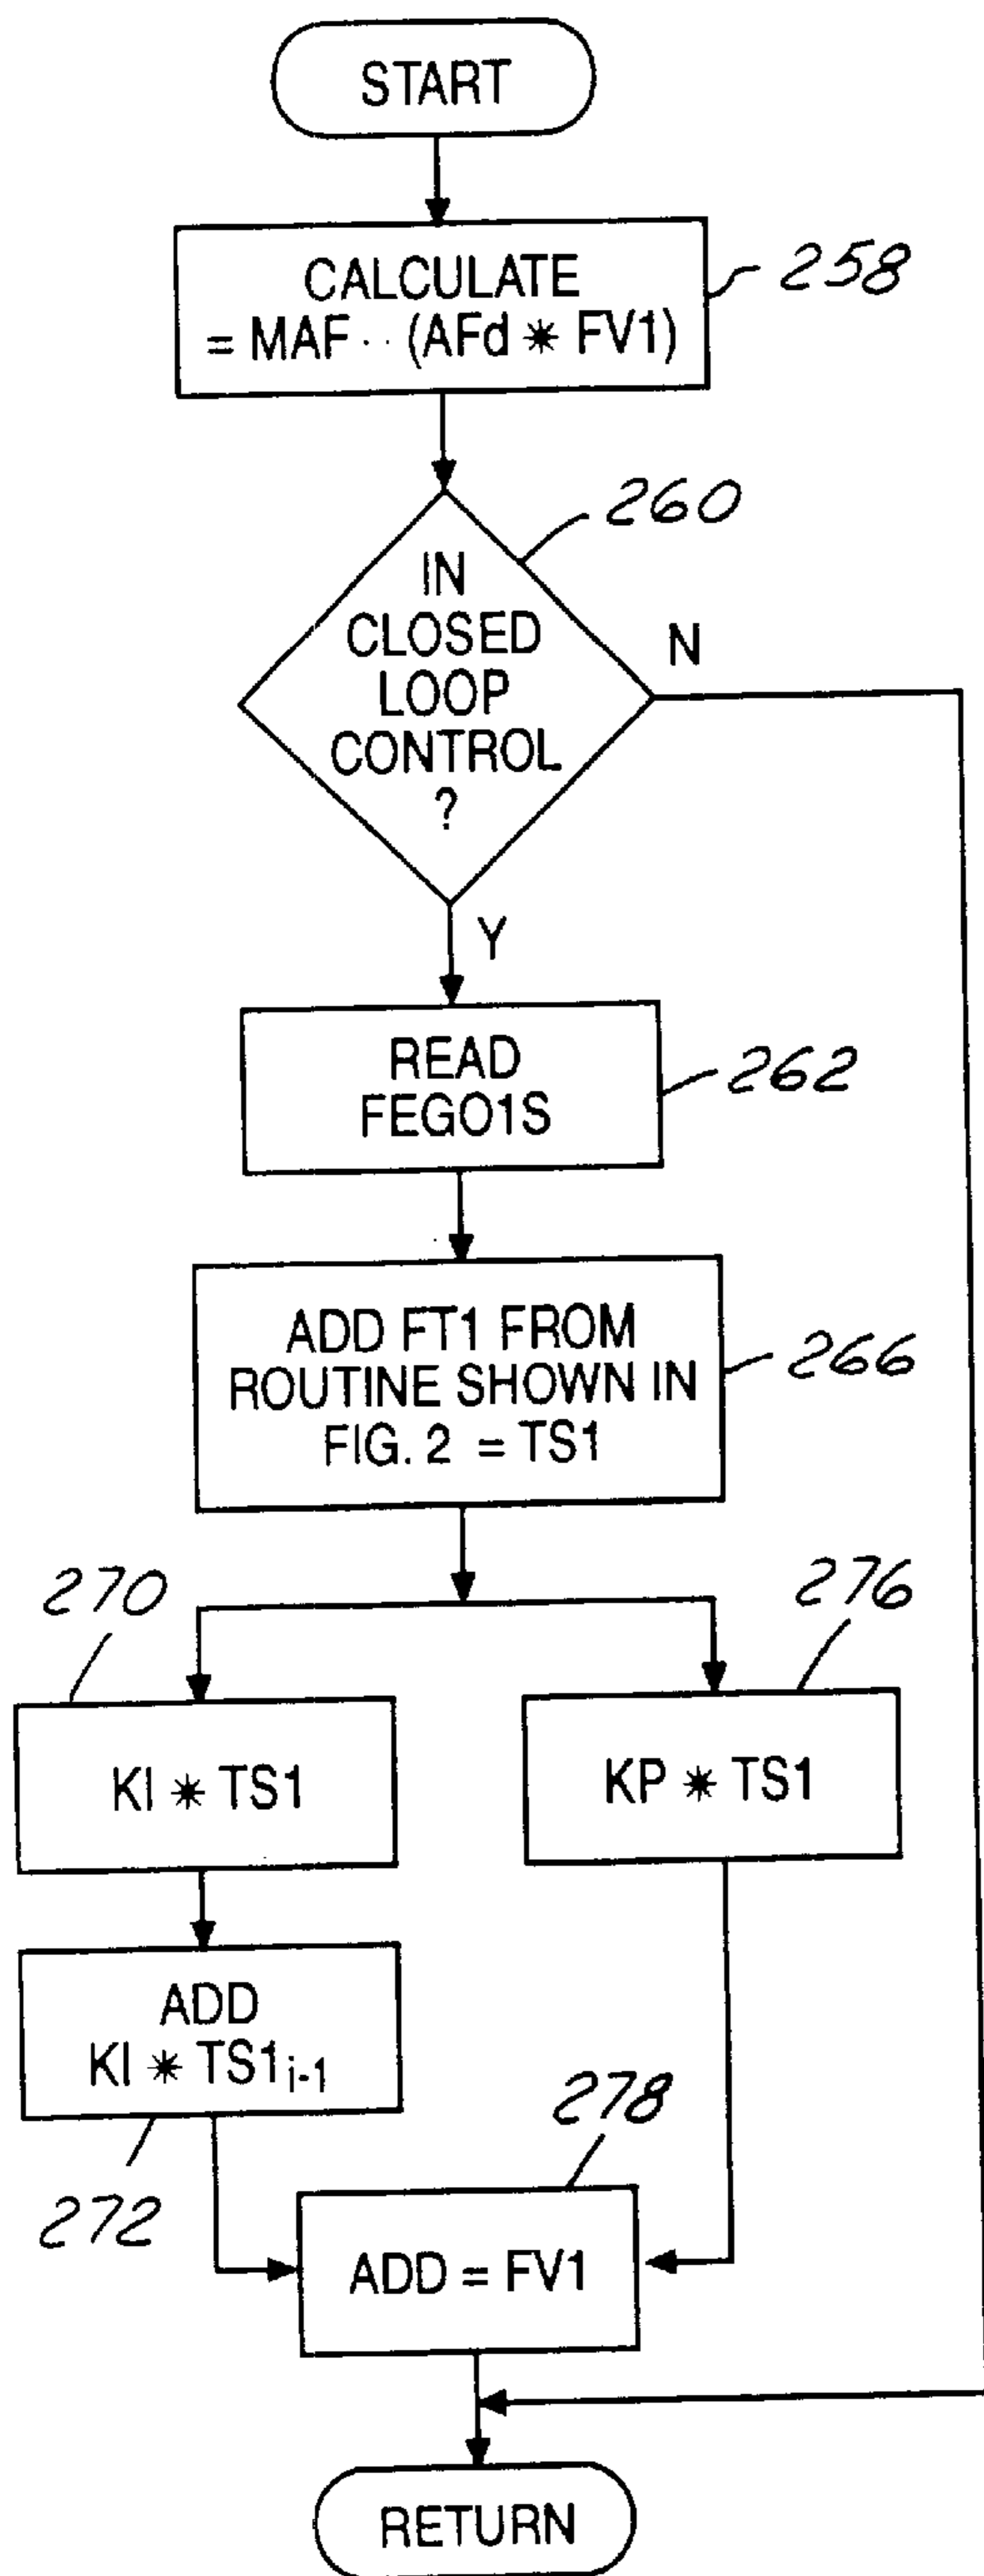 START
CALCULATE
= MAF ·· (AFd ✳ FV1)
258
260
IN
CLOSED
LOOP
CONTROL
?
N
Y
READ
FEGO1S
262
ADD FT1 FROM
ROUTINE SHOWN IN
FIG. 2 = TS1
266
270
276
KI ✳ TS1
KP ✳ TS1
ADD
KI ✳ TS1i-1
272
278
ADD = FV1
RETURN